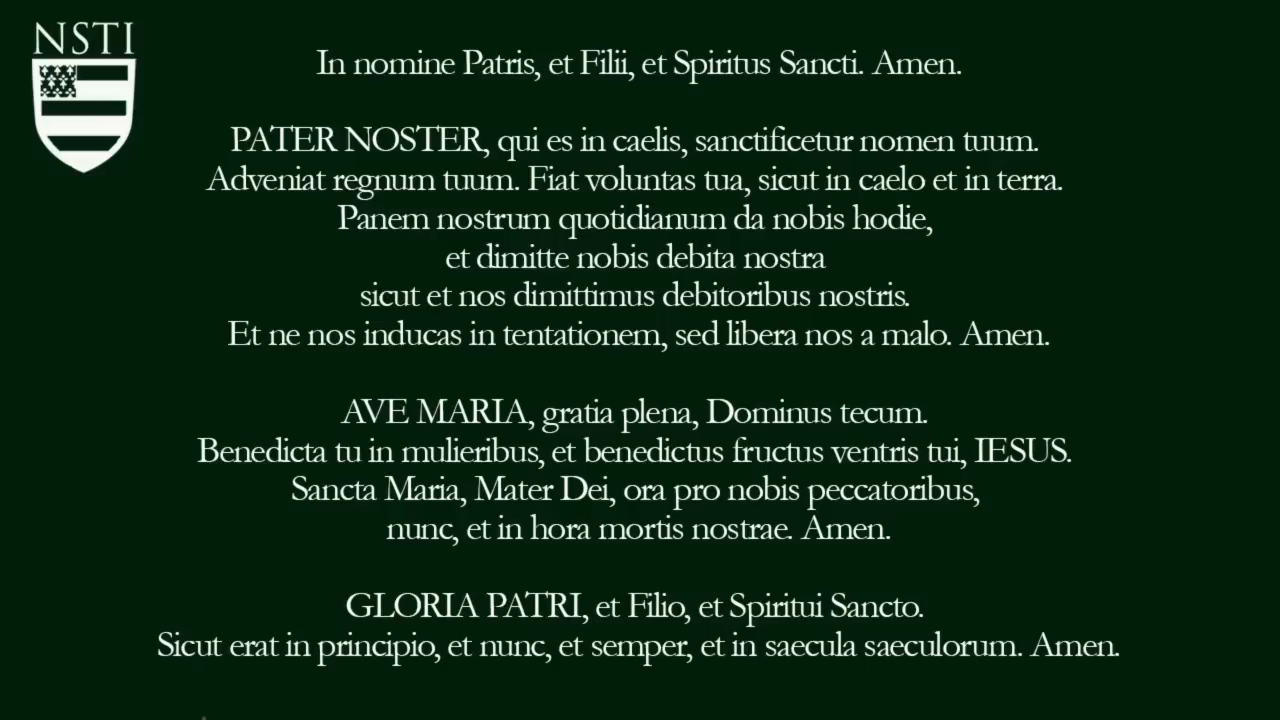 NSTI
In nomine Patris, et Filii, et Spiritus Sancti. Amen.
PATER NOSTER, qui es in caelis, sanctificetur nomen tuum.
Adveniat regnum tuum. Fiat voluntas tua, sicut in caelo et in terra.
Panem nostrum quotidianum da nobis hodie,
et dimitte nobis debita nostra
sicut et nos dimittimus debitoribus nostris.
Et ne nos inducas in tentationem, sed libera nos a malo. Amen.
AVE MARIA, gratia plena, Dominus tecum.
Benedicta tu in mulieribus, et benedictus fructus ventris tui, IESUS.
Sancta Maria, Mater Dei, ora pro nobis peccatoribus,
nunc, et in hora mortis nostrae. Amen.
GLORIA PATRI, et Filio, et Spiritui Sancto.
Sicut erat in principio, et nunc, et semper, et in saecula saeculorum. Amen.